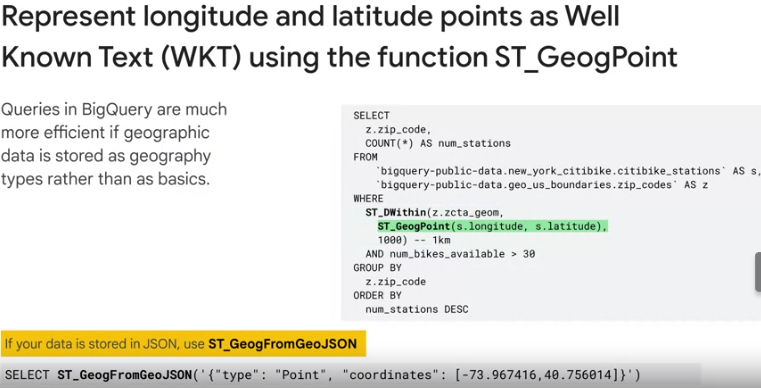 Represent longitude and latitude points as Well
Known Text (WKT) using the function ST_GeogPoint
Queries in BigQuery are much
more efficient if geographic
data is stored as geography
types rather than as basics.
SELECT
z.zip_code,
COUNT(*) AS num_stations
FROM
`bigquery-public-data.new_york_citibike.citibike_stations` AS s,
`bigquery-public-data.geo_us_boundaries.zip_codes` AS z
WHERE
ST_DWithin(z.zcta_geom,
ST_GeogPoint(s.longitude, s.latitude),
1000) -- 1km
AND num_bikes_available > 30
GROUP BY
z.zip_code
ORDER BY
num_stations DESC
If your data is stored in JSON, use ST_GeogFromGeoJSON
SELECT ST_GeogFromGeoJSON('{"type": "Point", "coordinates": [-73.967416,40.756014]}')